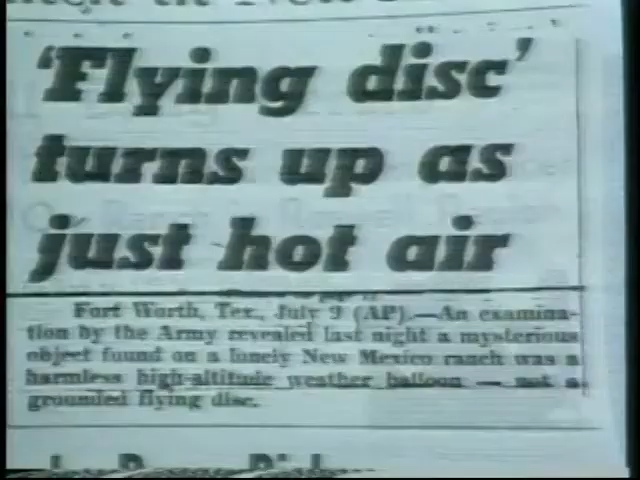 'Flying disc'
turns up as
just hot air
Fort Worth, Tex., July 9 (AP).—An examina-
tion by the Army revealed last night a mysterious
object found on a lonely New Mexico ranch was a
harmless high-altitude weather balloon — not a
grounded flying disc.